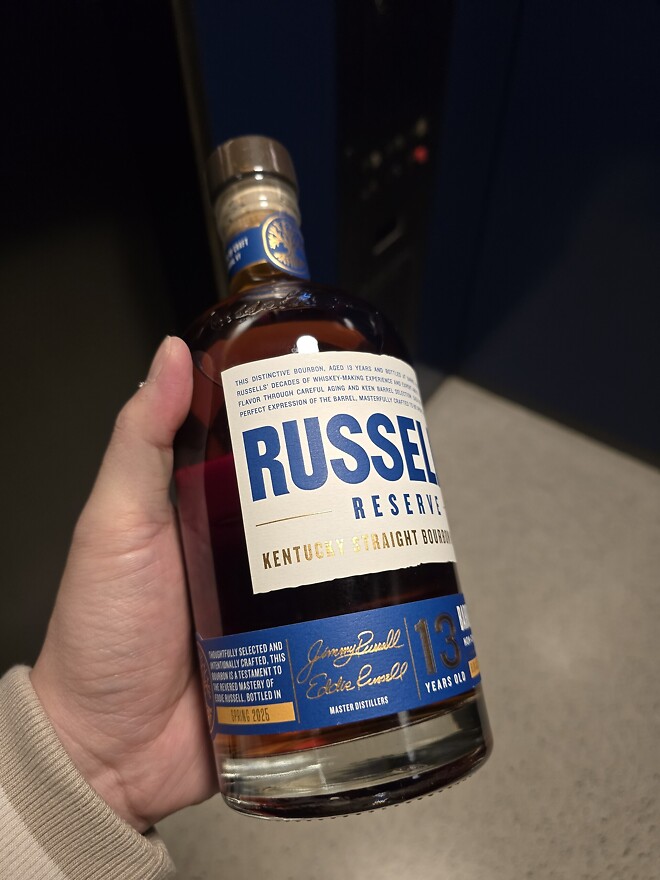 THIS DISTINCTIVE BOURBON, AGED 13 YEARS AND BOTTLED AT
RUSSELLS' DECADES OF WHISKEY-MAKING EXPERIENCE AND
FLAVOR THROUGH CAREFUL AGING AND KEEN BARREL SELECTION.
PERFECT EXPRESSION OF THE BARREL, MASTERFULLY CRAFTED
RUSSEL
RESERVE
KENTUCKY STRAIGHT BOURBON
THOUGHTFULLY SELECTED AND
INTENTIONALLY CRAFTED, THIS
BOURBON IS A TESTAMENT TO
THE REVERED MASTERY OF
EDDIE RUSSELL. BOTTLED IN
SPRING 2025
Jimmy Russell
Eddie Russell
MASTER DISTILLERS
13
YEARS OLD